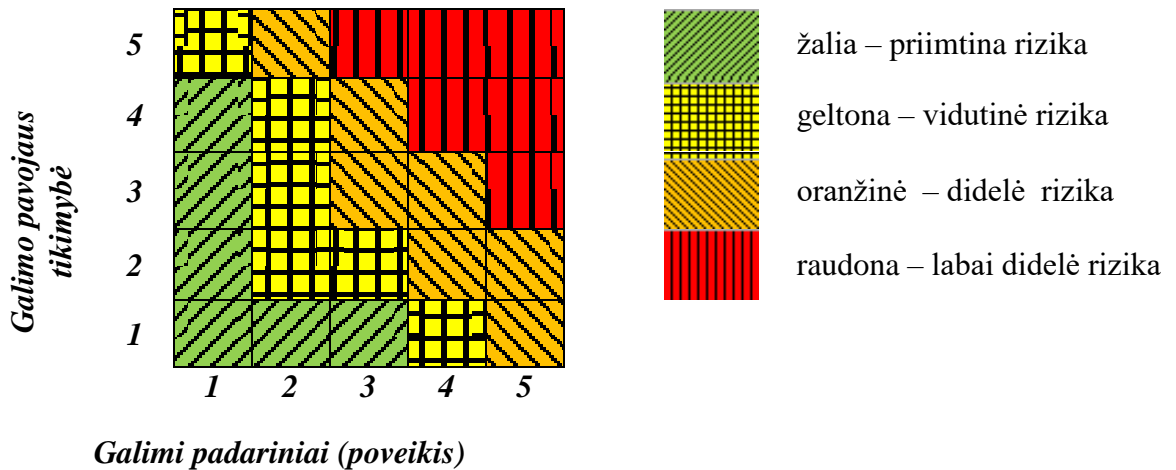 Galimo pavojaus
tikimybė
5
4
3
2
1
1 2 3 4 5
Galimi padariniai (poveikis)
žalia – priimtina rizika
geltona – vidutinė rizika
oranžinė – didelė rizika
raudona – labai didelė rizika